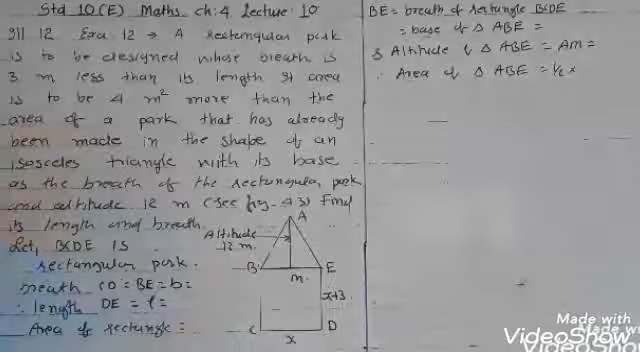 Std 10 (E) Maths ch:4 Lecture: 10
Ill 12 Exa: 12 → A rectangular park
is to be designed whose breath is
3 m less than its length It area
is to be 4 m² more than the
area of a park that has already
been made in the shape of an
isosceles triangle with its base
as the breath of the rectangular park
and altitude 12 m (see fig - 4.3) Find
its length and breath.
Let, BCDE is
rectangular park.
breath CD = BE = b =
∴ length DE = l =
Area of rectangle =
Altitude
12 m.
A
B
E
m
x+3
C
D
x
BE = breath of rectangle BCDE
= base of Δ ABE =
& Altitude of Δ ABE = AM =
∴ Area of Δ ABE = 1/2 ×
Made with
VideoShow
Made with
VideoShow